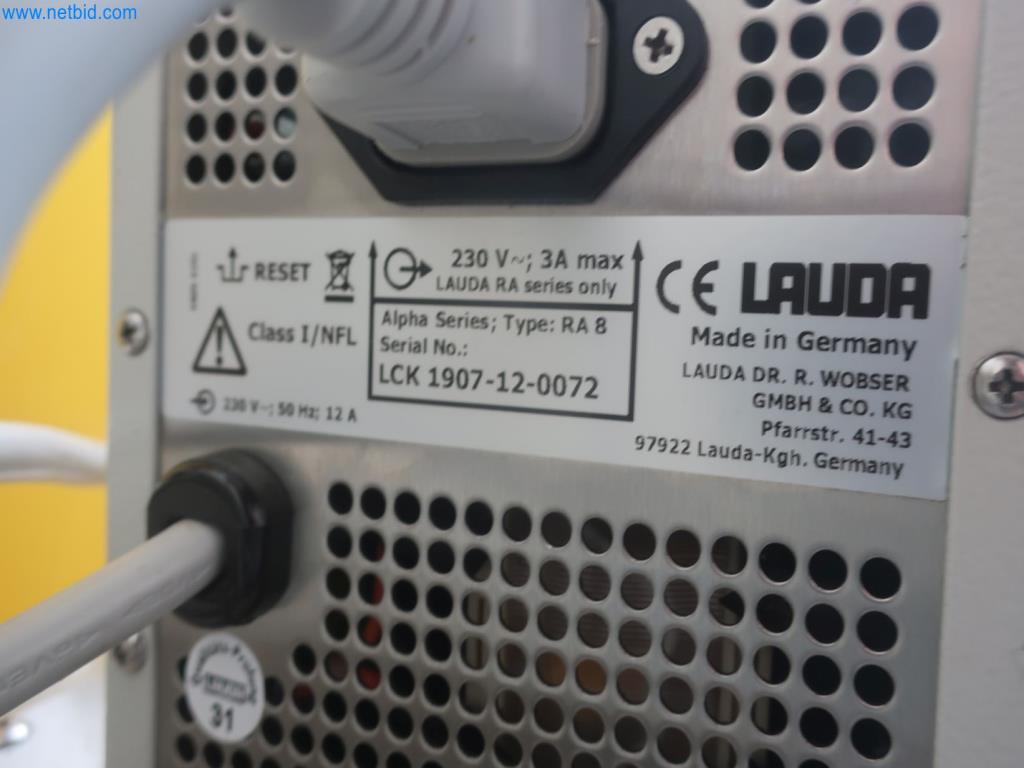 www.netbid.com
RESET
230 V~; 3A max
LAUDA RA series only
Class I/NFL
Alpha Series; Type: RA 8
Serial No.:
LCK 1907-12-0072
230 V~; 50 Hz; 12 A
CE LAUDA
Made in Germany
LAUDA DR. R. WOBSER
GMBH & CO. KG
Pfarrstr. 41-43
97922 Lauda-Kgh. Germany
31